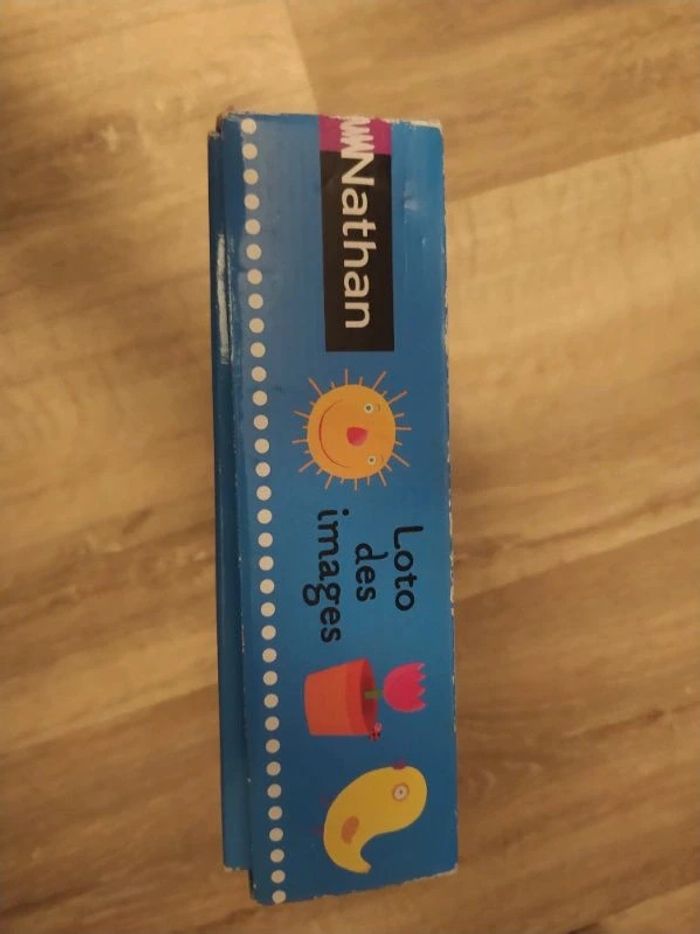 Nathan
Loto
des
images